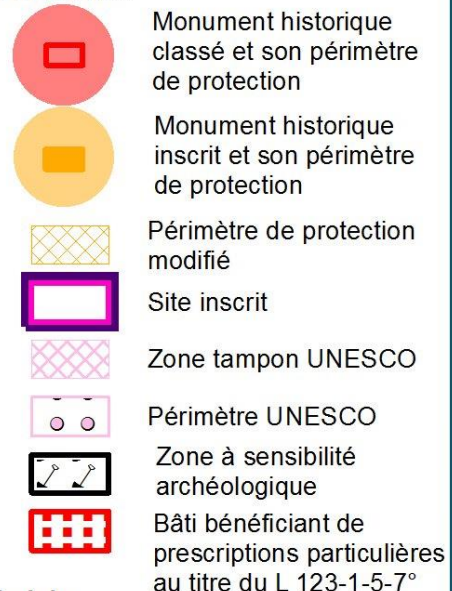 Monument historique
classé et son périmètre
de protection
Monument historique
inscrit et son périmètre
de protection
Périmètre de protection
modifié
Site inscrit
Zone tampon UNESCO
Périmètre UNESCO
Zone à sensibilité
archéologique
Bâti bénéficiant de
prescriptions particulières
au titre du L 123-1-5-7°